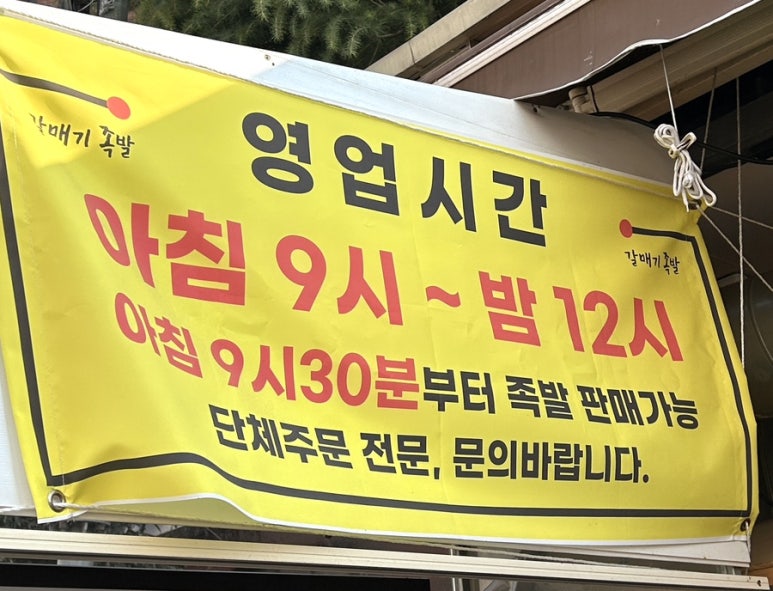 갈매기 족발
영업시간
갈매기 족발
아침 9시 ~ 밤 12시
아침 9시30분부터 족발 판매가능
단체주문 전문, 문의바랍니다.